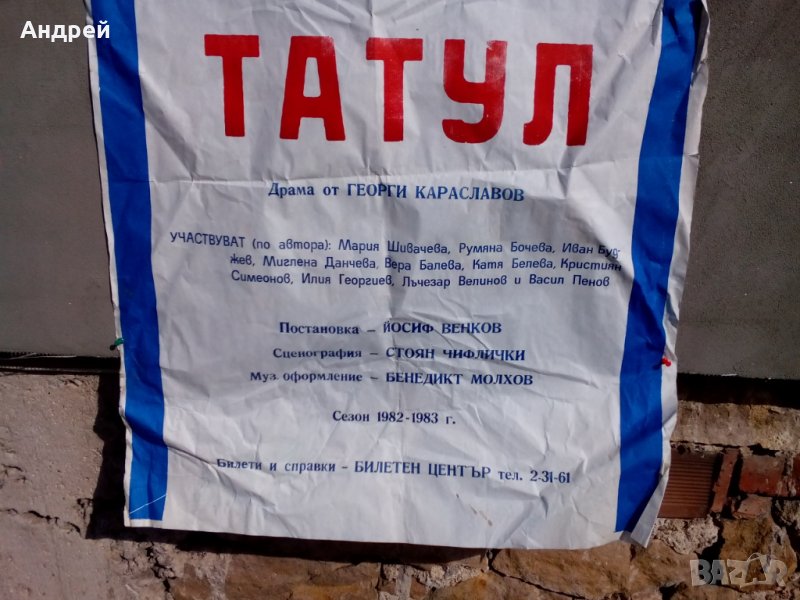 Андрей
ТАТУЛ
Драма от ГЕОРГИ КАРАСЛАВОВ
УЧАСТВУВАТ (по автора): Мария Шивачева, Румяна Бочева, Иван Буд-
жев, Миглена Данчева, Вера Балева, Катя Белева, Кристиян
Симеонов, Илия Георгиев, Лъчезар Велинов и Васил Пенов
Постановка – ЙОСИФ ВЕНКОВ
Сценография – СТОЯН ЧИФЛИЧКИ
Муз. оформление – БЕНЕДИКТ МОЛХОВ
Сезон 1982-1983 г.
Билети и справки – БИЛЕТЕН ЦЕНТЪР тел. 2-31-61
BAZAR